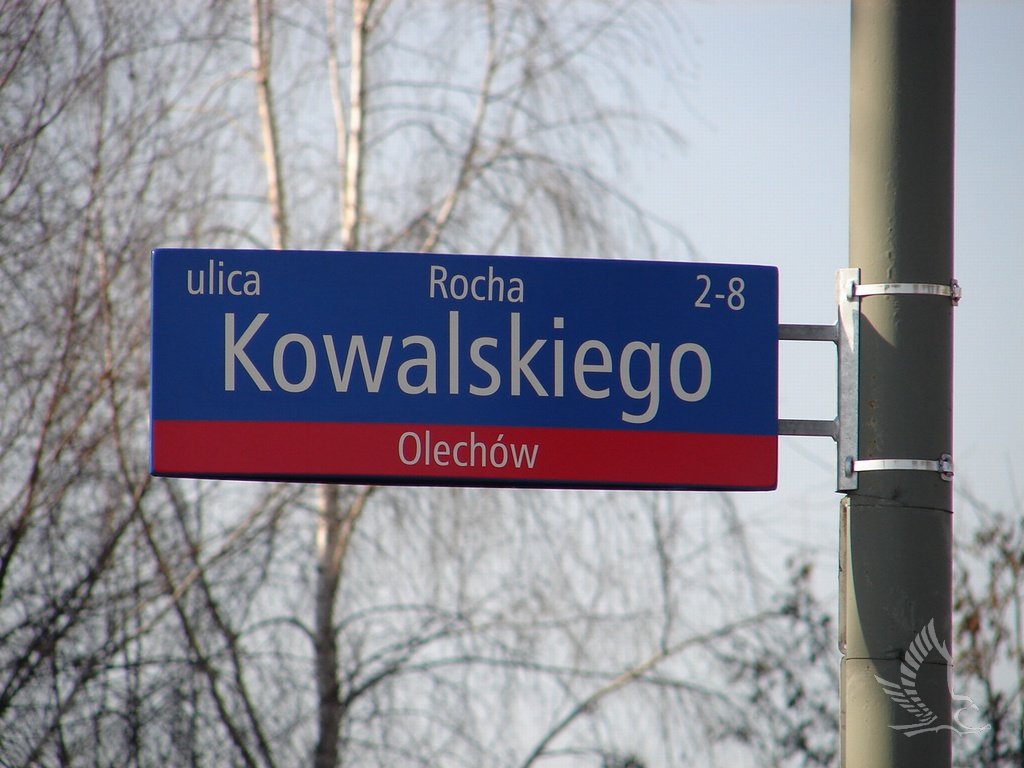 ulica Rocha 2-8
Kowalskiego
Olechów